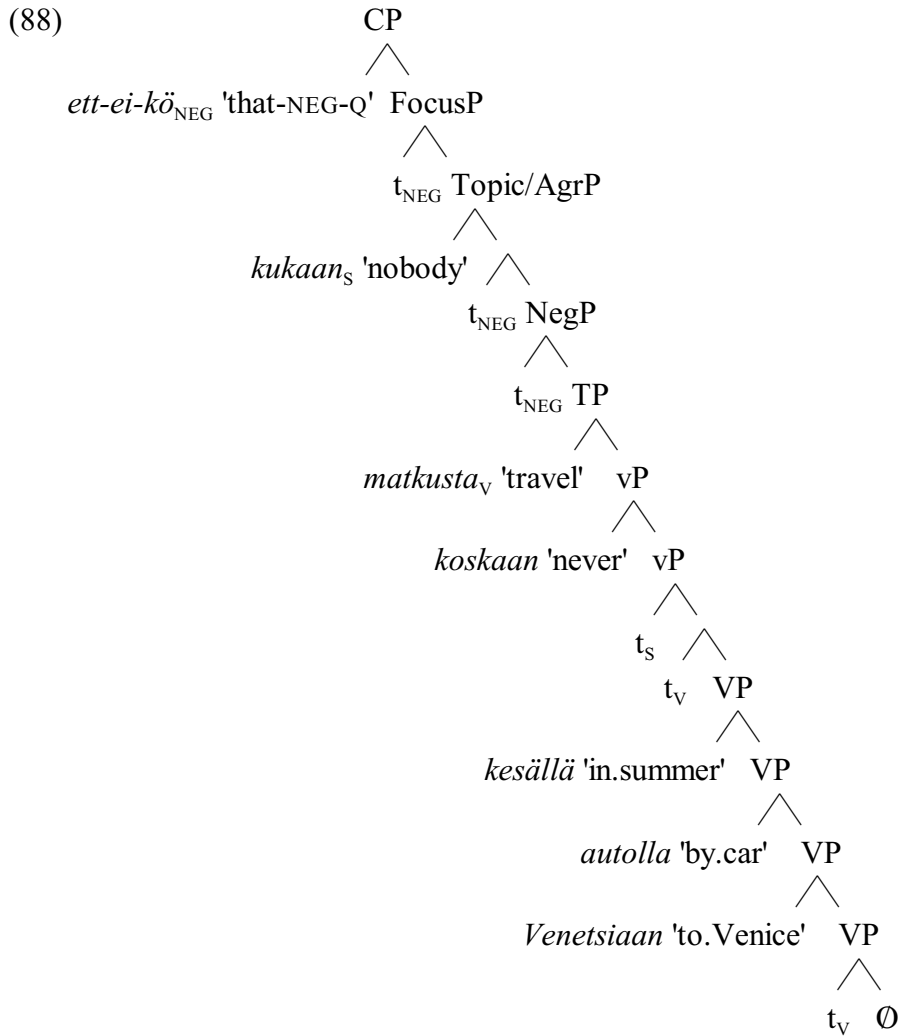 (88) CP
ett-ei-köNEG 'that-NEG-Q' FocusP
tNEG Topic/AgrP
kukaanS 'nobody'
tNEG NegP
tNEG TP
matkustaV 'travel' vP
koskaan 'never' vP
tS
tV VP
kesällä 'in.summer' VP
autolla 'by.car' VP
Venetsiaan 'to.Venice' VP
tV Ø